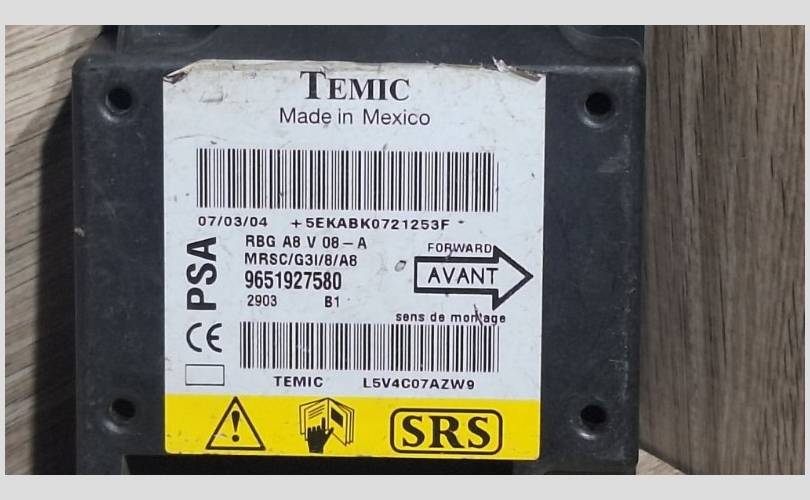 TEMIC
Made in Mexico
07/03/04 +5EKABK0721253F
PSA
RBG A8 V 08-A
MRSC/G3I/8/A8
9651927580
2903 B1
FORWARD
AVANT
sens de montage
CE
TEMIC L5V4C07AZW9
SRS